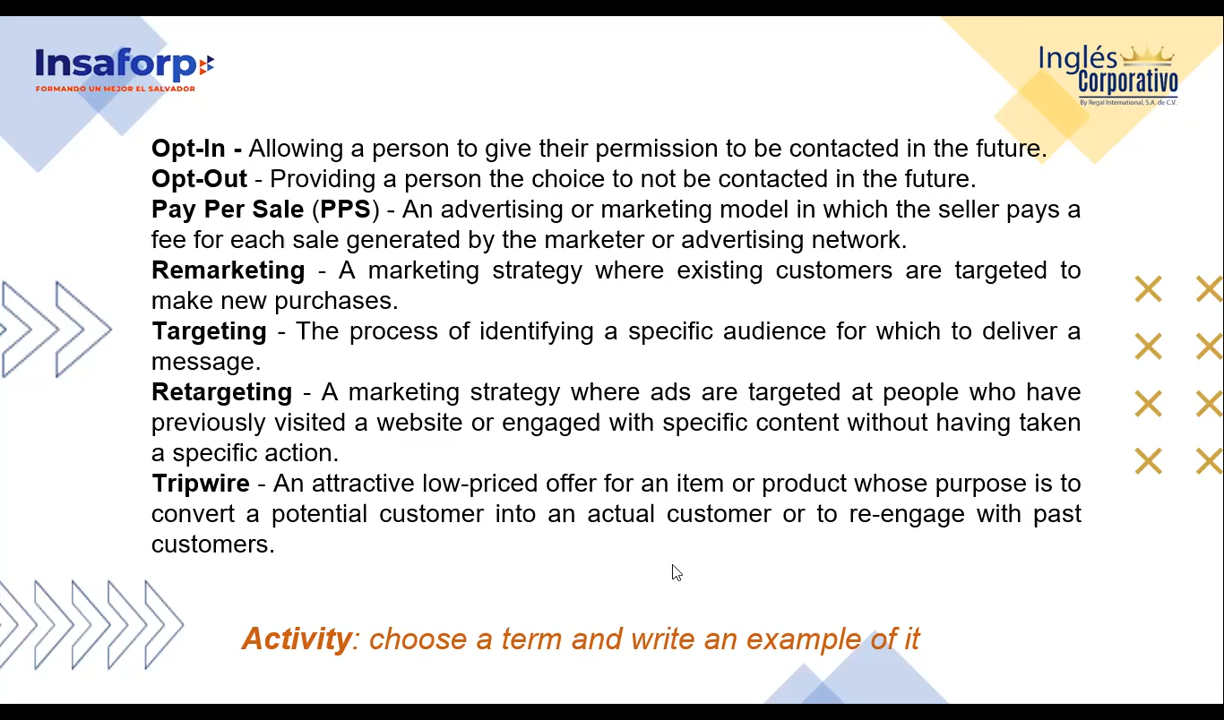 Insaforp
FORMANDO UN MEJOR EL SALVADOR
Inglés
Corporativo
By Regal International, S.A. de C.V.
Opt-In - Allowing a person to give their permission to be contacted in the future.
Opt-Out - Providing a person the choice to not be contacted in the future.
Pay Per Sale (PPS) - An advertising or marketing model in which the seller pays a
fee for each sale generated by the marketer or advertising network.
Remarketing - A marketing strategy where existing customers are targeted to
make new purchases.
Targeting - The process of identifying a specific audience for which to deliver a
message.
Retargeting - A marketing strategy where ads are targeted at people who have
previously visited a website or engaged with specific content without having taken
a specific action.
Tripwire - An attractive low-priced offer for an item or product whose purpose is to
convert a potential customer into an actual customer or to re-engage with past
customers.
Activity: choose a term and write an example of it